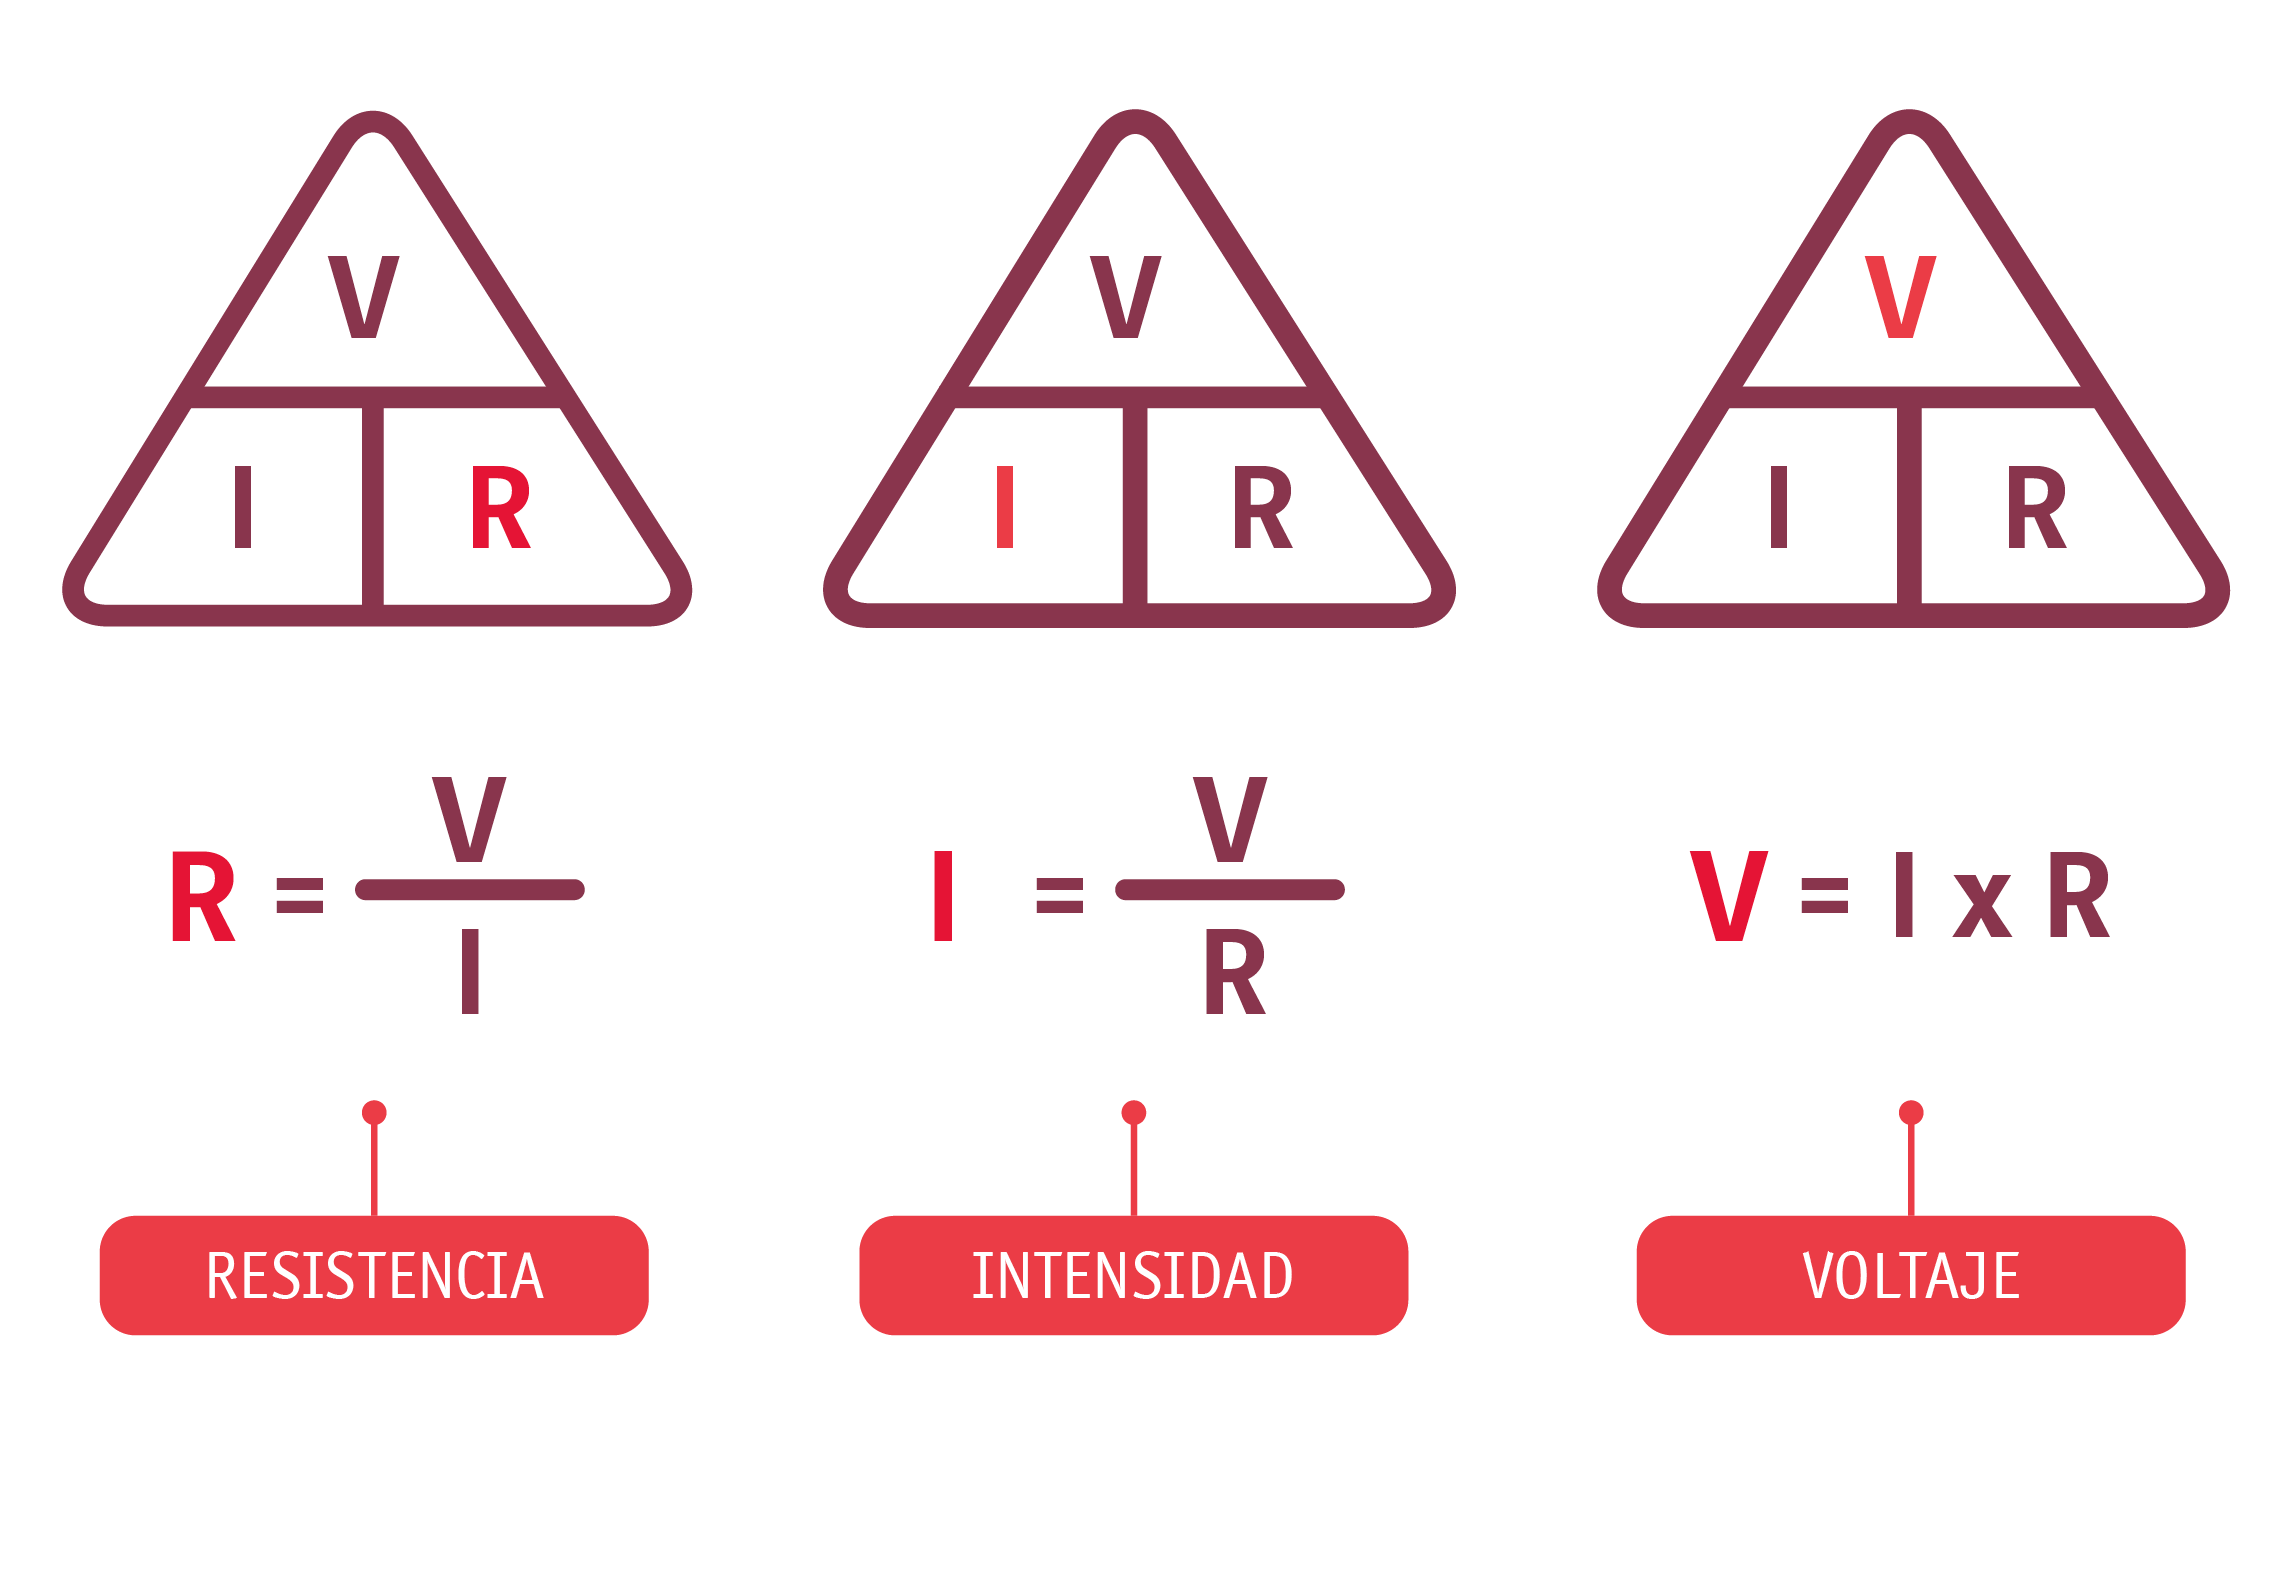 V
I R
V
I R
V
I R
R = V
I
I = V
R
V = I x R
RESISTENCIA
INTENSIDAD
VOLTAJE